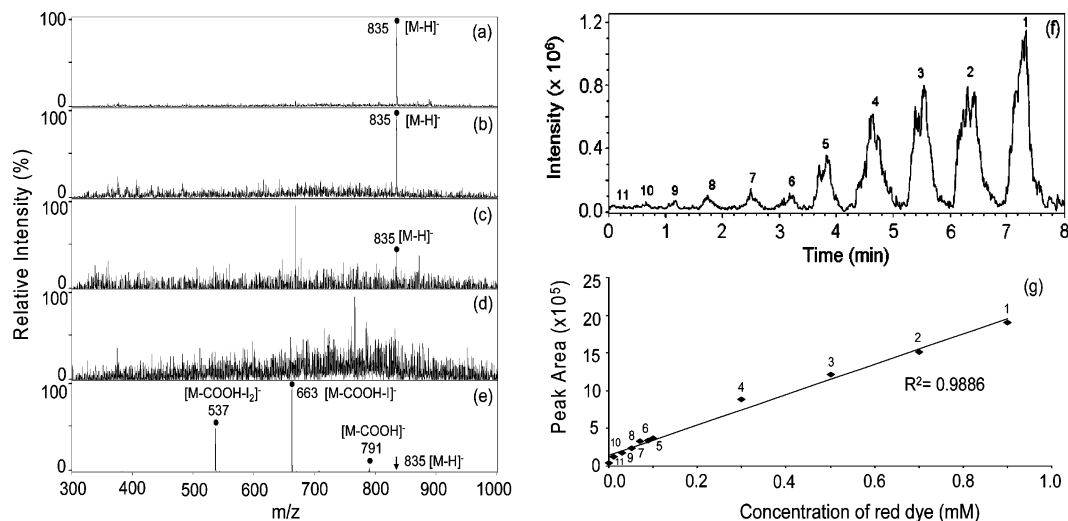 Relative Intensity (%)
100
0
835 [M-H]⁻
(a)
100
0
835 [M-H]⁻
(b)
100
0
835 [M-H]⁻
(c)
100
0
(d)
100
0
[M-COOH-I₂]⁻
537
663 [M-COOH-I]⁻
[M-COOH]⁻
791
835 [M-H]⁻
(e)
300 400 500 600 700 800 900 1000
m/z
(f)
Intensity (x 10⁶)
1.2
0.8
0.4
0.0
11 10 9 8 7 6 5 4 3 2 1
0 1 2 3 4 5 6 7 8
Time (min)
(g)
Peak Area (x10⁵)
25
20
15
10
5
0
1
2
3
4
5
6
7
8
9
10
11
R²= 0.9886
0.0 0.2 0.4 0.6 0.8 1.0
Concentration of red dye (mM)